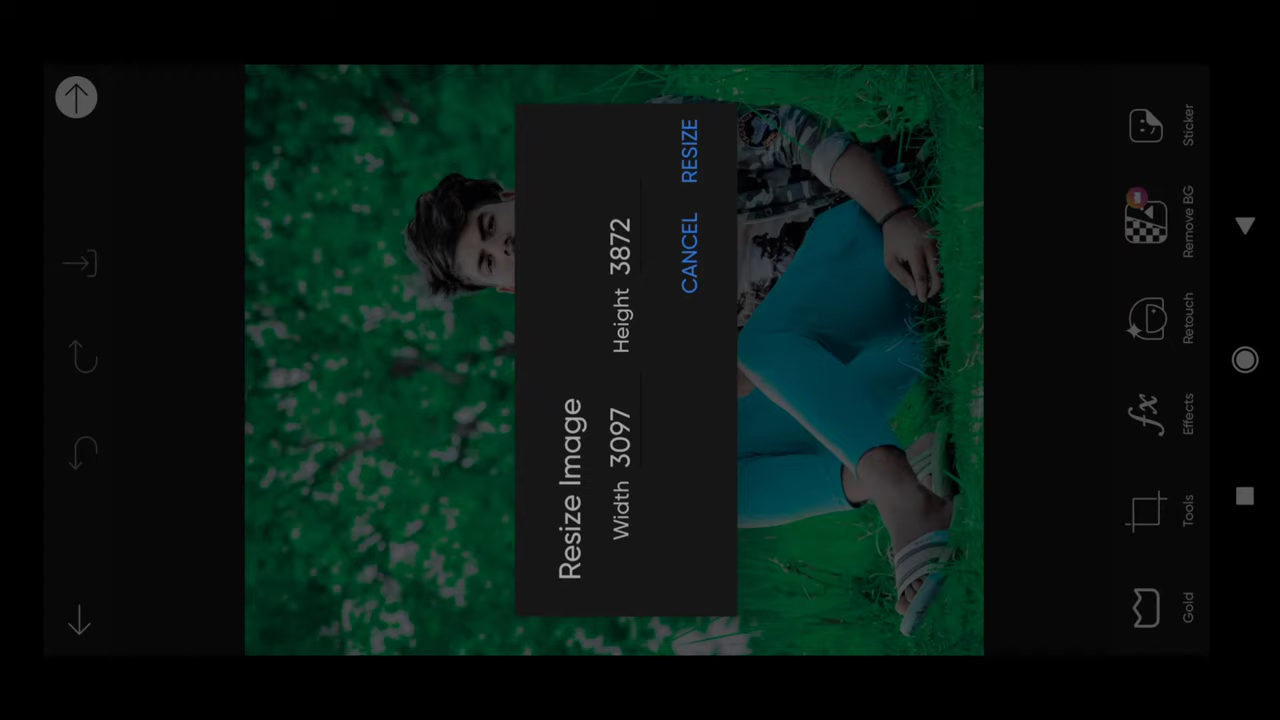 Resize Image
Width 3097 Height 3872
CANCEL RESIZE
Gold Tools Effects Retouch Remove BG Sticker